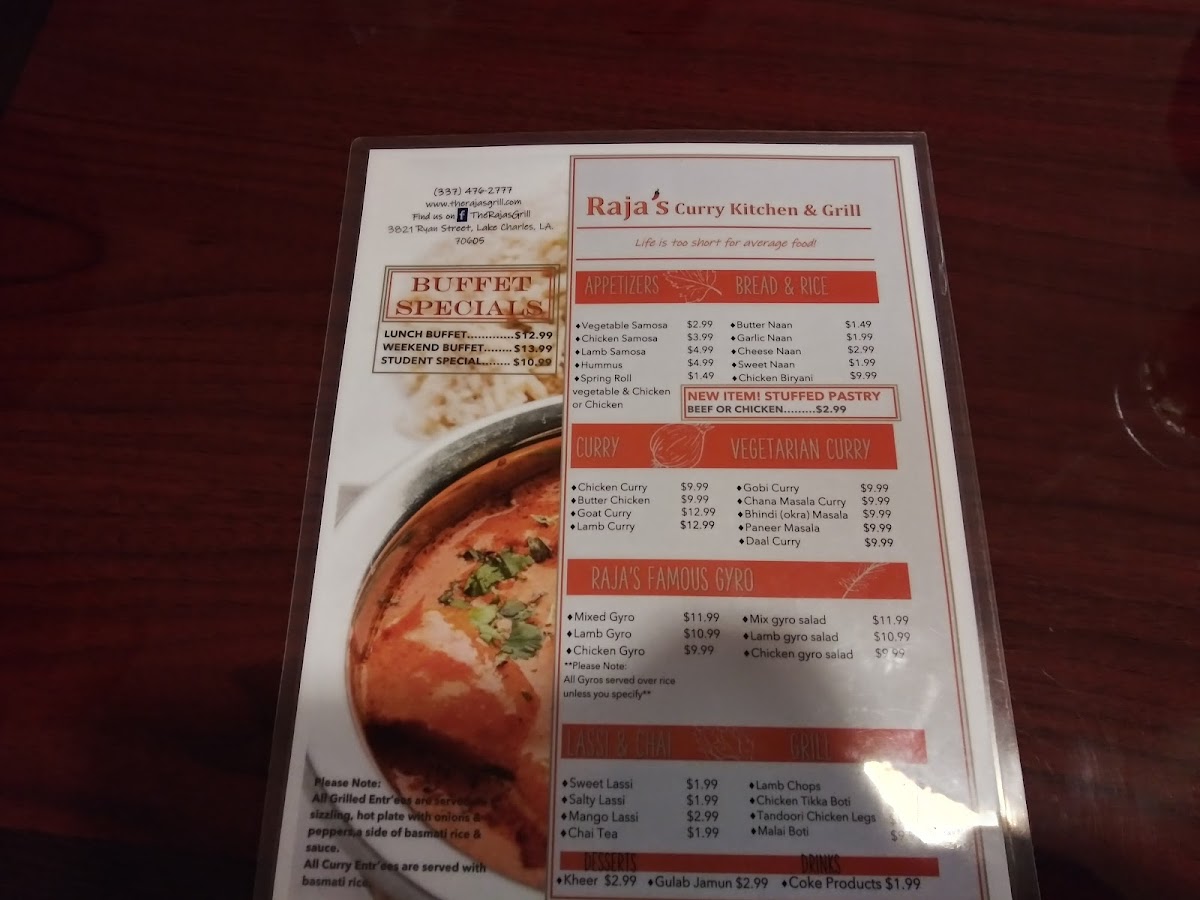 (337) 476-2777
www.therajasgrill.com
Find us on f TheRajasGrill
3821 Ryan Street, Lake Charles, LA.
70605
BUFFET
SPECIALS
LUNCH BUFFET.............$12.99
WEEKEND BUFFET........$13.99
STUDENT SPECIAL........$10.99
Please Note:
All Grilled Entr'ees are served
sizzling, hot plate with onions &
peppers,a side of basmati rice &
sauce.
All Curry Entr'ees are served with
basmati rice.
Raja's Curry Kitchen & Grill
Life is too short for average food!
APPETIZERS BREAD & RICE
♦Vegetable Samosa $2.99 ♦Butter Naan $1.49
♦Chicken Samosa $3.99 ♦Garlic Naan $1.99
♦Lamb Samosa $4.99 ♦Cheese Naan $2.99
♦Hummus $4.99 ♦Sweet Naan $1.99
♦Spring Roll $1.49 ♦Chicken Biryani $9.99
vegetable & Chicken
or Chicken
NEW ITEM! STUFFED PASTRY
BEEF OR CHICKEN.........$2.99
CURRY VEGETARIAN CURRY
♦Chicken Curry $9.99 ♦Gobi Curry $9.99
♦Butter Chicken $9.99 ♦Chana Masala Curry $9.99
♦Goat Curry $12.99 ♦Bhindi (okra) Masala $9.99
♦Lamb Curry $12.99 ♦Paneer Masala $9.99
♦Daal Curry $9.99
RAJA'S FAMOUS GYRO
♦Mixed Gyro $11.99 ♦Mix gyro salad $11.99
♦Lamb Gyro $10.99 ♦Lamb gyro salad $10.99
♦Chicken Gyro $9.99 ♦Chicken gyro salad $9.99
**Please Note:
All Gyros served over rice
unless you specify**
LASSI & CHAI GRILL
♦Sweet Lassi $1.99 ♦Lamb Chops
♦Salty Lassi $1.99 ♦Chicken Tikka Boti
♦Mango Lassi $2.99 ♦Tandoori Chicken Legs
♦Chai Tea $1.99 ♦Malai Boti
DESSERTS DRINKS
♦Kheer $2.99 ♦Gulab Jamun $2.99 ♦Coke Products $1.99